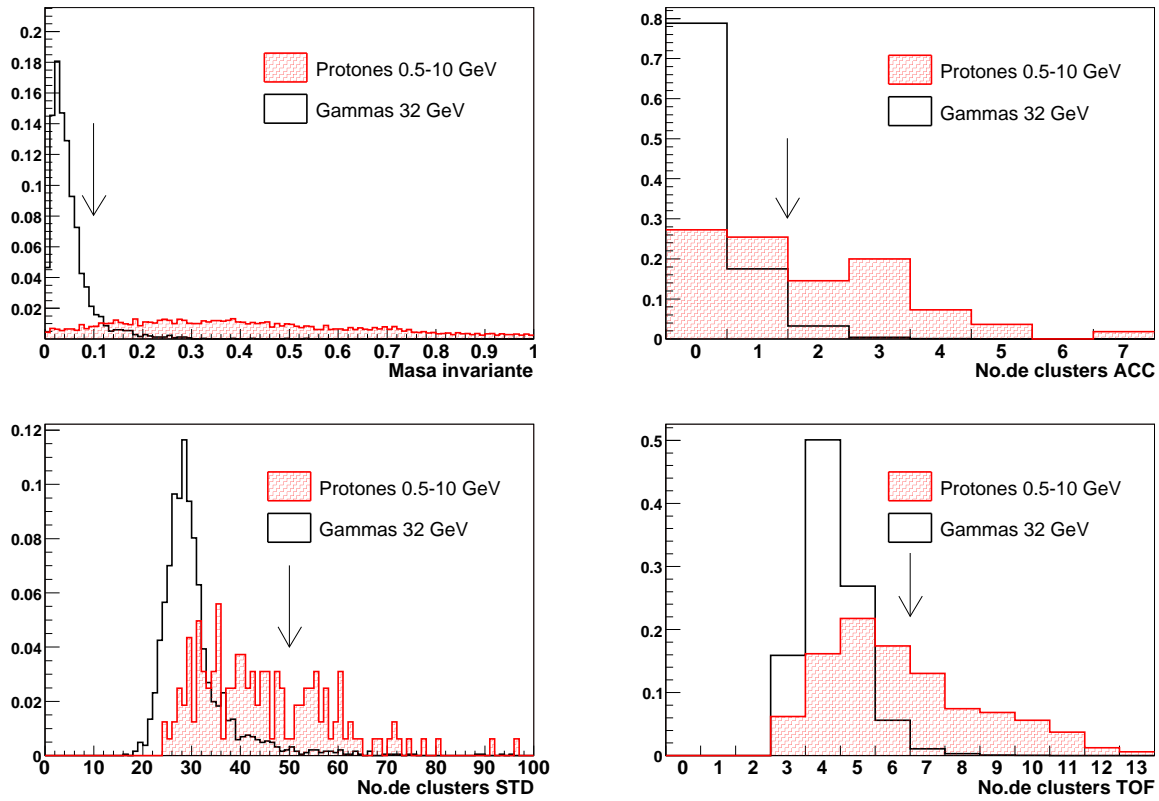 0.2
0.18
0.16
0.14
0.12
0.1
0.08
0.06
0.04
0.02
0
Protones 0.5-10 GeV
Gammas 32 GeV
0 0.1 0.2 0.3 0.4 0.5 0.6 0.7 0.8 0.9 1
Masa invariante
0.8
0.7
0.6
0.5
0.4
0.3
0.2
0.1
0
Protones 0.5-10 GeV
Gammas 32 GeV
0 1 2 3 4 5 6 7
No.de clusters ACC
0.12
0.1
0.08
0.06
0.04
0.02
0
Protones 0.5-10 GeV
Gammas 32 GeV
0 10 20 30 40 50 60 70 80 90 100
No.de clusters STD
0.5
0.4
0.3
0.2
0.1
0
Protones 0.5-10 GeV
Gammas 32 GeV
0 1 2 3 4 5 6 7 8 9 10 11 12 13
No.de clusters TOF